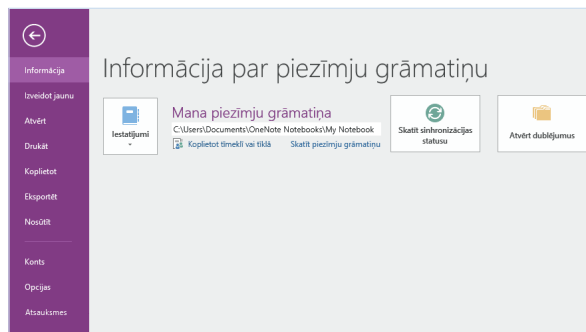 Informācija
Izveidot jaunu
Atvērt
Drukāt
Koplietot
Eksportēt
Nosūtīt
Konts
Opcijas
Atsauksmes
Informācija par piezīmju grāmatiņu
Iestatījumi
Mana piezīmju grāmatiņa
C:\Users\Documents\OneNote Notebooks\My Notebook
Koplietot tīmeklī vai tīklā Skatīt piezīmju grāmatiņu
Skatīt sinhronizācijas
statusu
Atvērt dublējumus